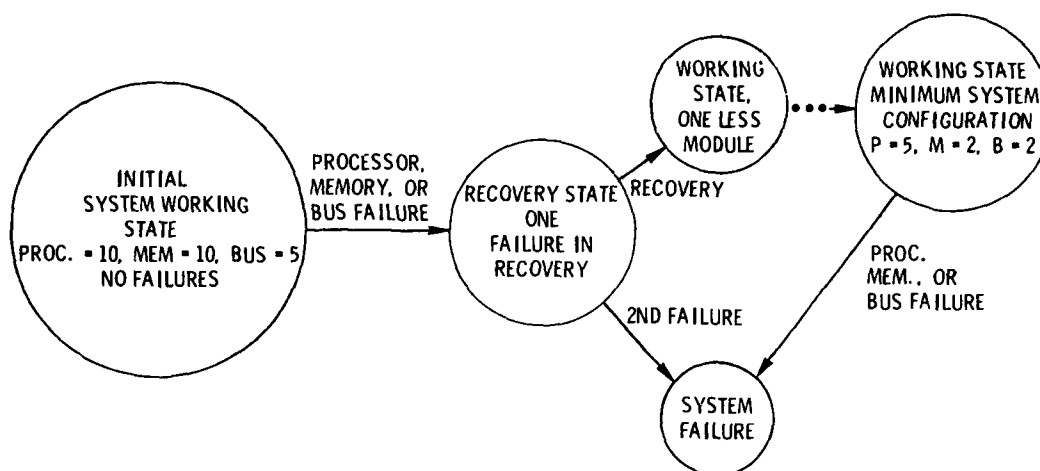 INITIAL
SYSTEM WORKING
STATE
PROC. = 10, MEM = 10, BUS = 5
NO FAILURES
PROCESSOR,
MEMORY, OR
BUS FAILURE
RECOVERY STATE
ONE
FAILURE IN
RECOVERY
RECOVERY
WORKING
STATE,
ONE LESS
MODULE
WORKING STATE
MINIMUM SYSTEM
CONFIGURATION
P = 5, M = 2, B = 2
2ND FAILURE
PROC.
MEM., OR
BUS FAILURE
SYSTEM
FAILURE